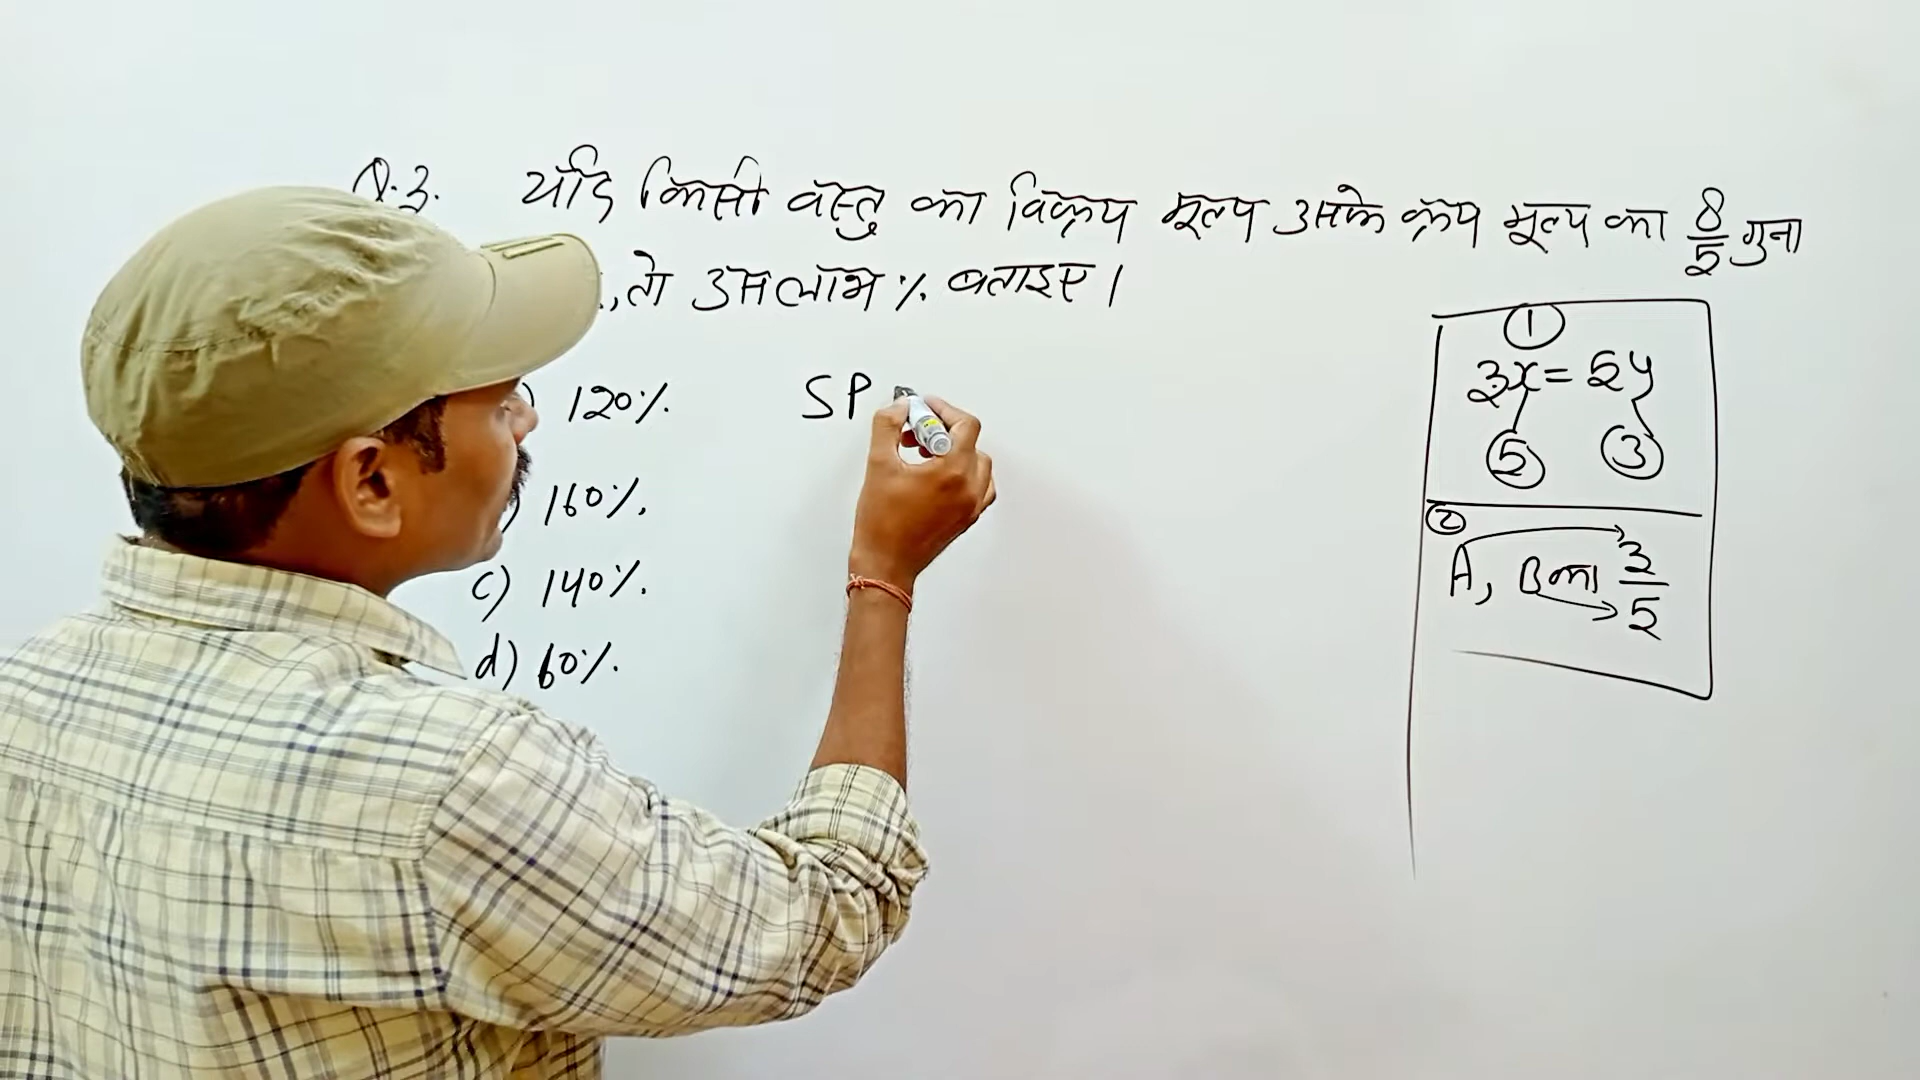 Q.3. यदि किसी वस्तु का विक्रय मूल्य उसके क्रय मूल्य का 8/5 गुना
, तो उसे लाभ % बताइए।
) 120%.
) 160%.
c) 140%.
d) 60%.
SP
①
3x = 5y
⑤ ③
②
A, B का 3/5